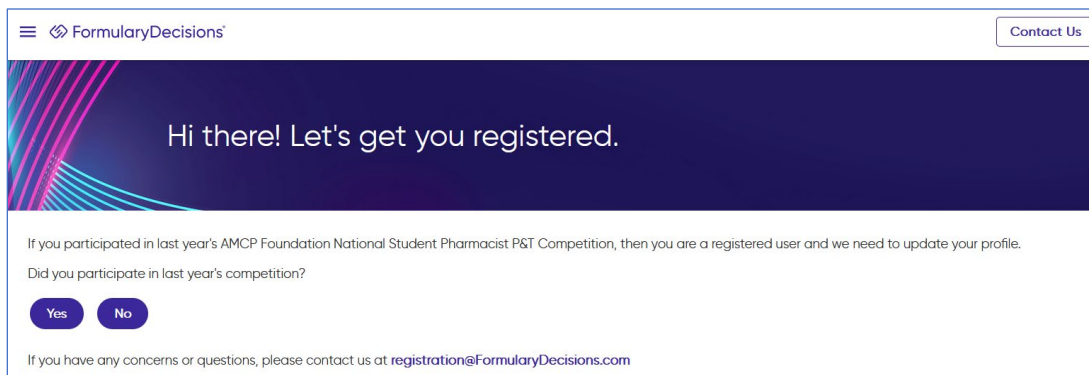 FormularyDecisions®
Contact Us
Hi there! Let's get you registered.
If you participated in last year's AMCP Foundation National Student Pharmacist P&T Competition, then you are a registered user and we need to update your profile.
Did you participate in last year's competition?
Yes No
If you have any concerns or questions, please contact us at registration@FormularyDecisions.com